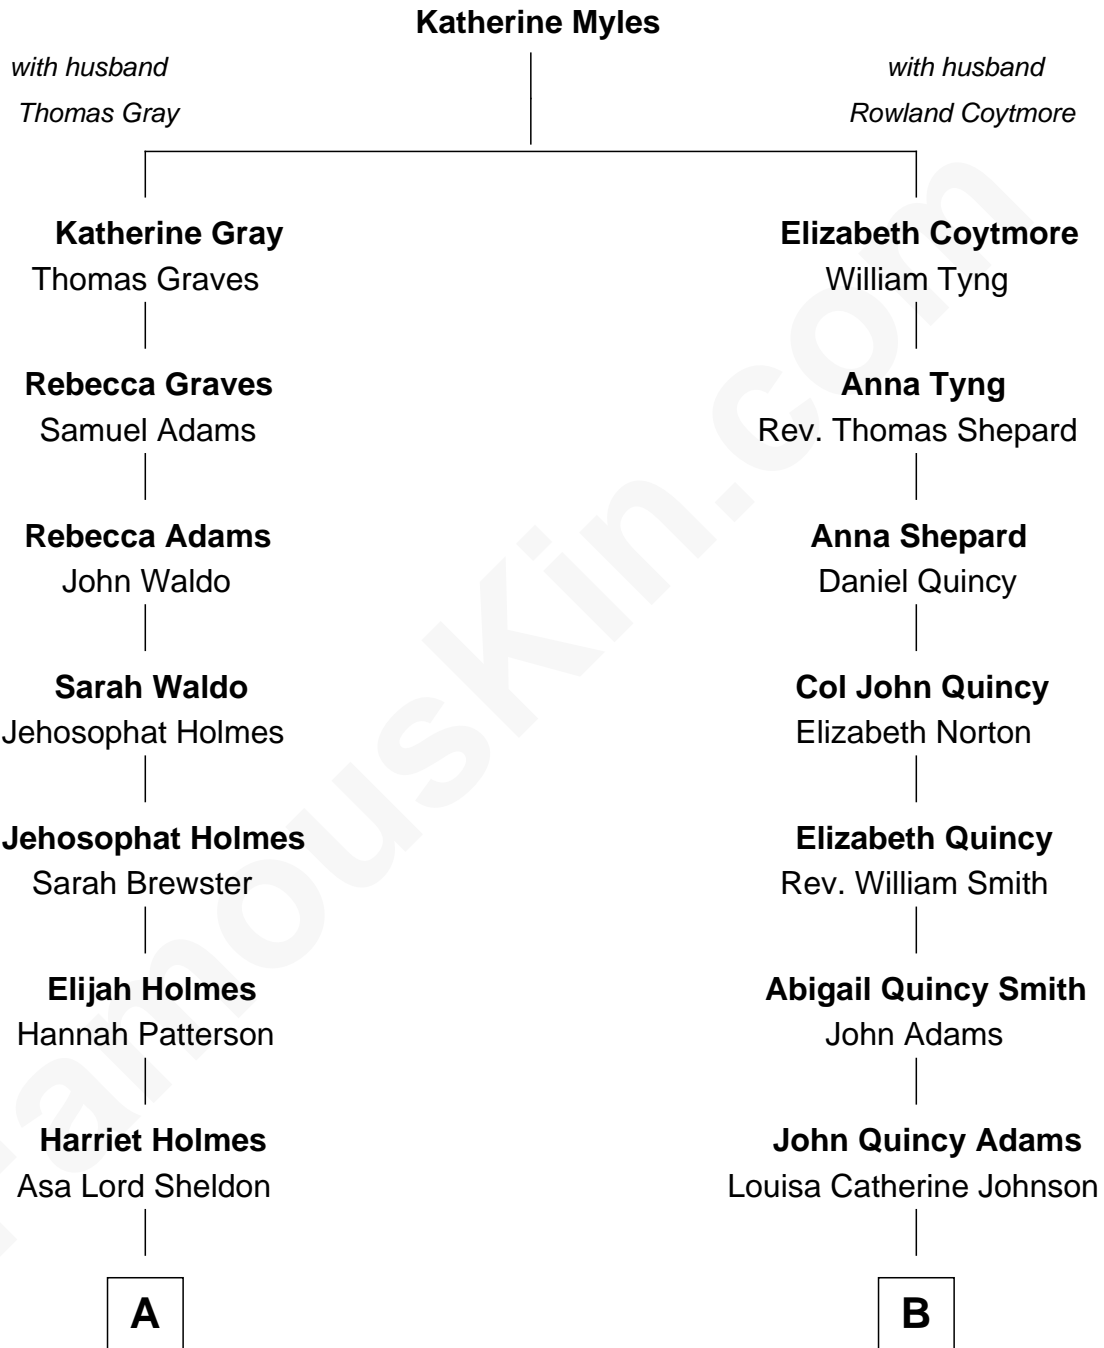 Katherine Myles
with husband
Thomas Gray
with husband
Rowland Coytmore
Katherine Gray
Thomas Graves
Rebecca Graves
Samuel Adams
Rebecca Adams
John Waldo
Sarah Waldo
Jehosophat Holmes
Jehosophat Holmes
Sarah Brewster
Elijah Holmes
Hannah Patterson
Harriet Holmes
Asa Lord Sheldon
A
Elizabeth Coytmore
William Tyng
Anna Tyng
Rev. Thomas Shepard
Anna Shepard
Daniel Quincy
Col John Quincy
Elizabeth Norton
Elizabeth Quincy
Rev. William Smith
Abigail Quincy Smith
John Adams
John Quincy Adams
Louisa Catherine Johnson
B
FamousKin.com